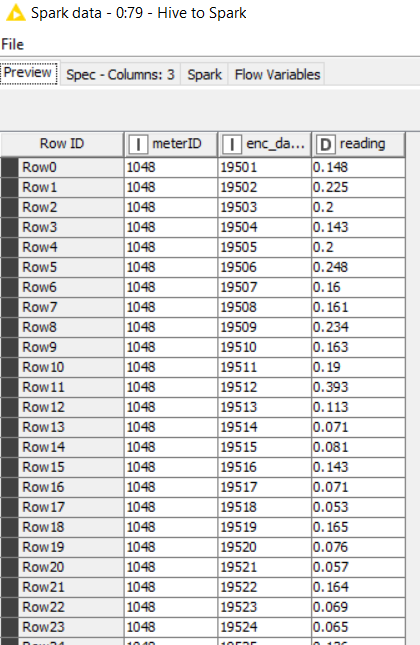 Spark data - 0:79 - Hive to Spark
File
Preview Spec - Columns: 3 Spark Flow Variables
Row ID I meterID I enc_da... D reading
Row0 1048 19501 0.148
Row1 1048 19502 0.225
Row2 1048 19503 0.2
Row3 1048 19504 0.143
Row4 1048 19505 0.2
Row5 1048 19506 0.248
Row6 1048 19507 0.16
Row7 1048 19508 0.161
Row8 1048 19509 0.234
Row9 1048 19510 0.163
Row10 1048 19511 0.19
Row11 1048 19512 0.393
Row12 1048 19513 0.113
Row13 1048 19514 0.071
Row14 1048 19515 0.081
Row15 1048 19516 0.143
Row16 1048 19517 0.071
Row17 1048 19518 0.053
Row18 1048 19519 0.165
Row19 1048 19520 0.076
Row20 1048 19521 0.057
Row21 1048 19522 0.164
Row22 1048 19523 0.069
Row23 1048 19524 0.065